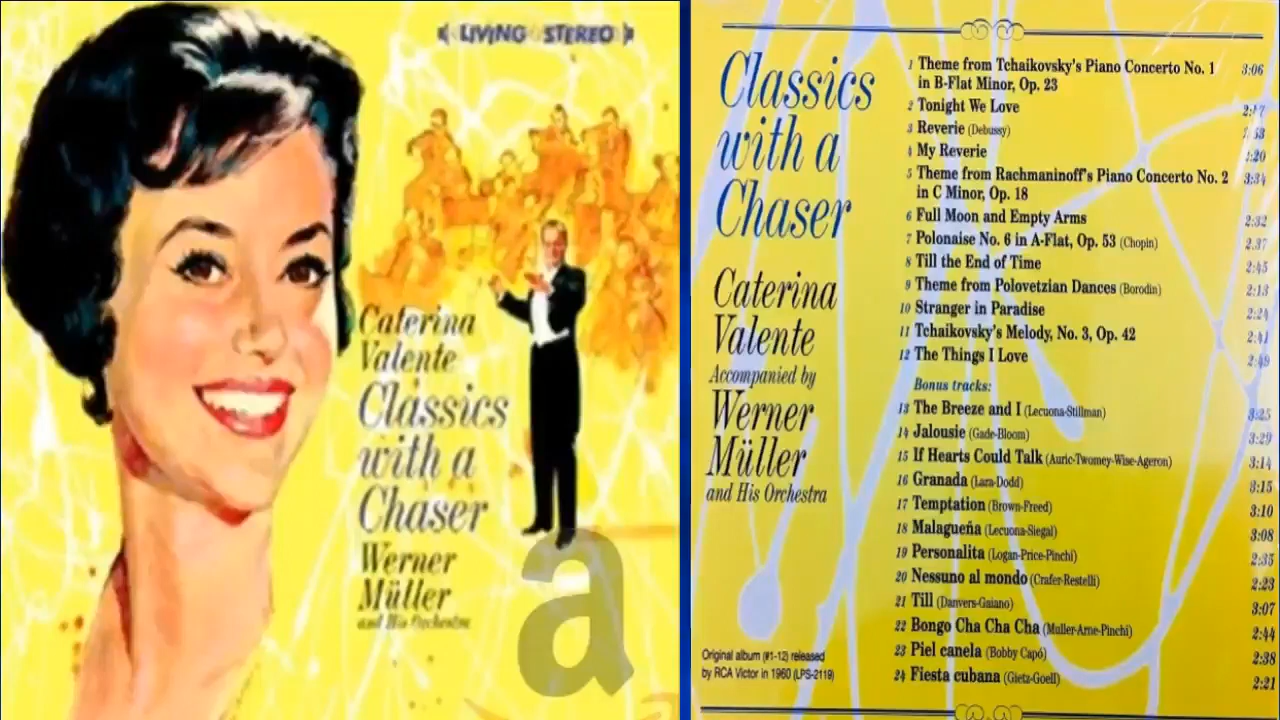 LIVING STEREO
Caterina
Valente
Classics
with a
Chaser
Werner
Müller
and His Orchestra
a
Classics
with a
Chaser
Caterina
Valente
Accompanied by
Werner
Müller
and His Orchestra
Original album (#1-12) released
by RCA Victor in 1960 (LPS-2119)
1 Theme from Tchaikovsky's Piano Concerto No. 1 3:06
in B-Flat Minor, Op. 23
2 Tonight We Love
3 Reverie (Debussy)
4 My Reverie
5 Theme from Rachmaninoff's Piano Concerto No. 2 3:34
in C Minor, Op. 18
6 Full Moon and Empty Arms 2:32
7 Polonaise No. 6 in A-Flat, Op. 53 (Chopin) 2:37
8 Till the End of Time 2:45
9 Theme from Polovetzian Dances (Borodin) 2:13
10 Stranger in Paradise 2:24
11 Tchaikovsky's Melody, No. 3, Op. 42 2:41
12 The Things I Love 2:49
Bonus tracks:
13 The Breeze and I (Lecuona-Stillman) 3:25
14 Jalousie (Gade-Bloom) 3:29
15 If Hearts Could Talk (Auric-Twomey-Wise-Ageron) 3:14
16 Granada (Lara-Dodd) 3:15
17 Temptation (Brown-Freed) 3:10
18 Malagueña (Lecuona-Siegal) 3:08
19 Personalita (Logan-Price-Pinchi) 2:35
20 Nessuno al mondo (Crafer-Restelli) 2:23
21 Till (Danvers-Gaiano) 3:07
22 Bongo Cha Cha Cha (Muller-Arne-Pinchi) 2:44
23 Piel canela (Bobby Capó) 2:38
24 Fiesta cubana (Gietz-Goell) 2:21